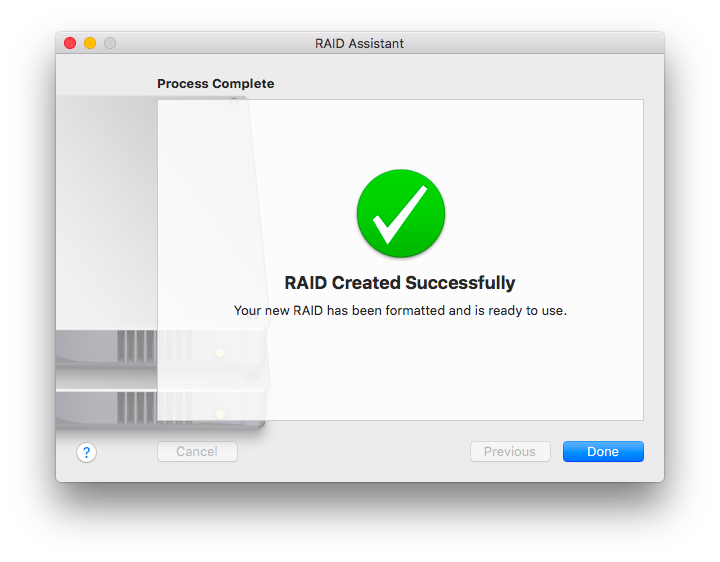 RAID Assistant
Process Complete
RAID Created Successfully
Your new RAID has been formatted and is ready to use.
?
Cancel
Previous
Done